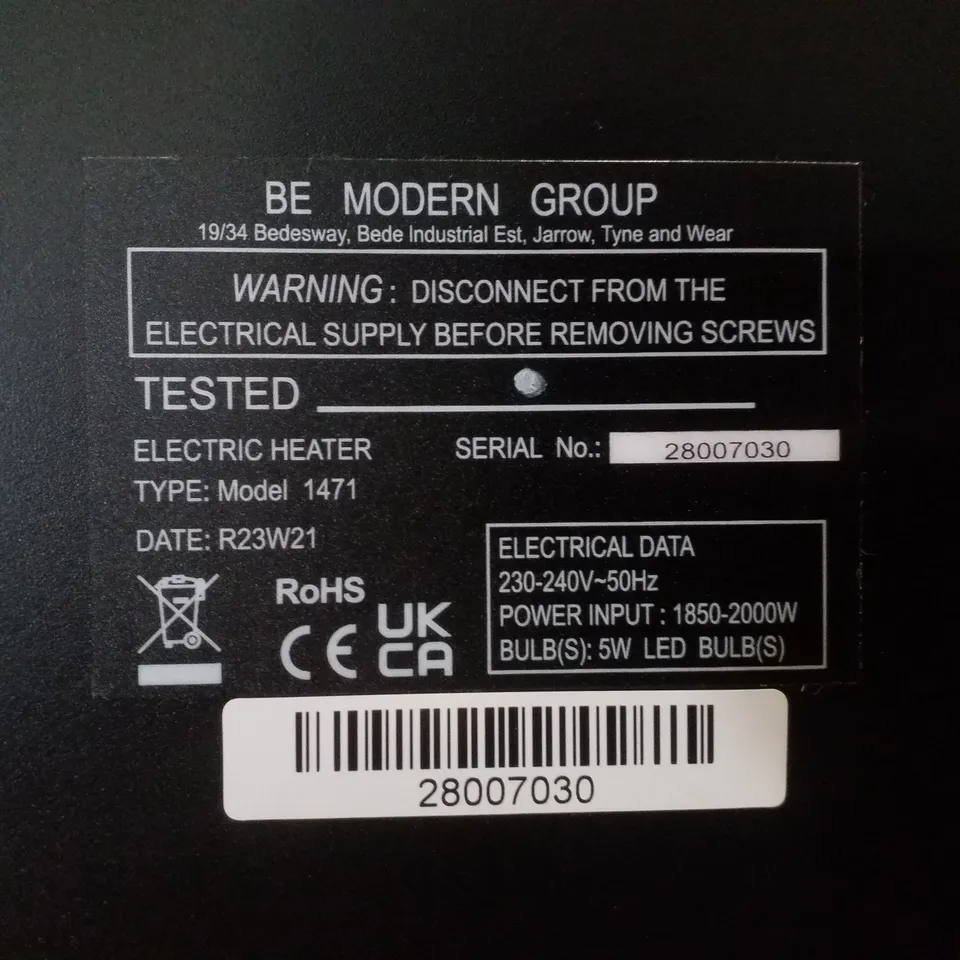 BE MODERN GROUP
19/34 Bedesway, Bede Industrial Est, Jarrow, Tyne and Wear
WARNING : DISCONNECT FROM THE
ELECTRICAL SUPPLY BEFORE REMOVING SCREWS
TESTED
ELECTRIC HEATER
SERIAL No.: 28007030
TYPE: Model 1471
DATE: R23W21
ELECTRICAL DATA
230-240V~50Hz
POWER INPUT : 1850-2000W
BULB(S): 5W LED BULB(S)
RoHS
CE
UK
CA
28007030